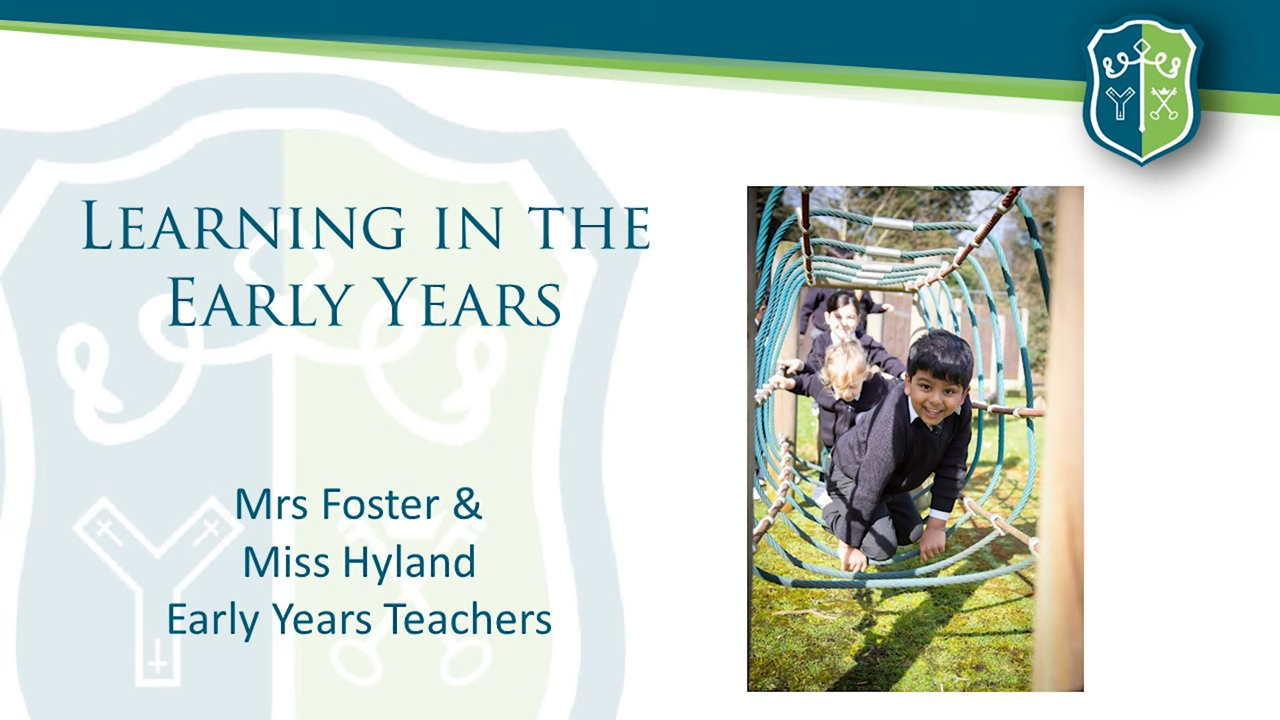 Learning in the
Early Years
Mrs Foster &
Miss Hyland
Early Years Teachers